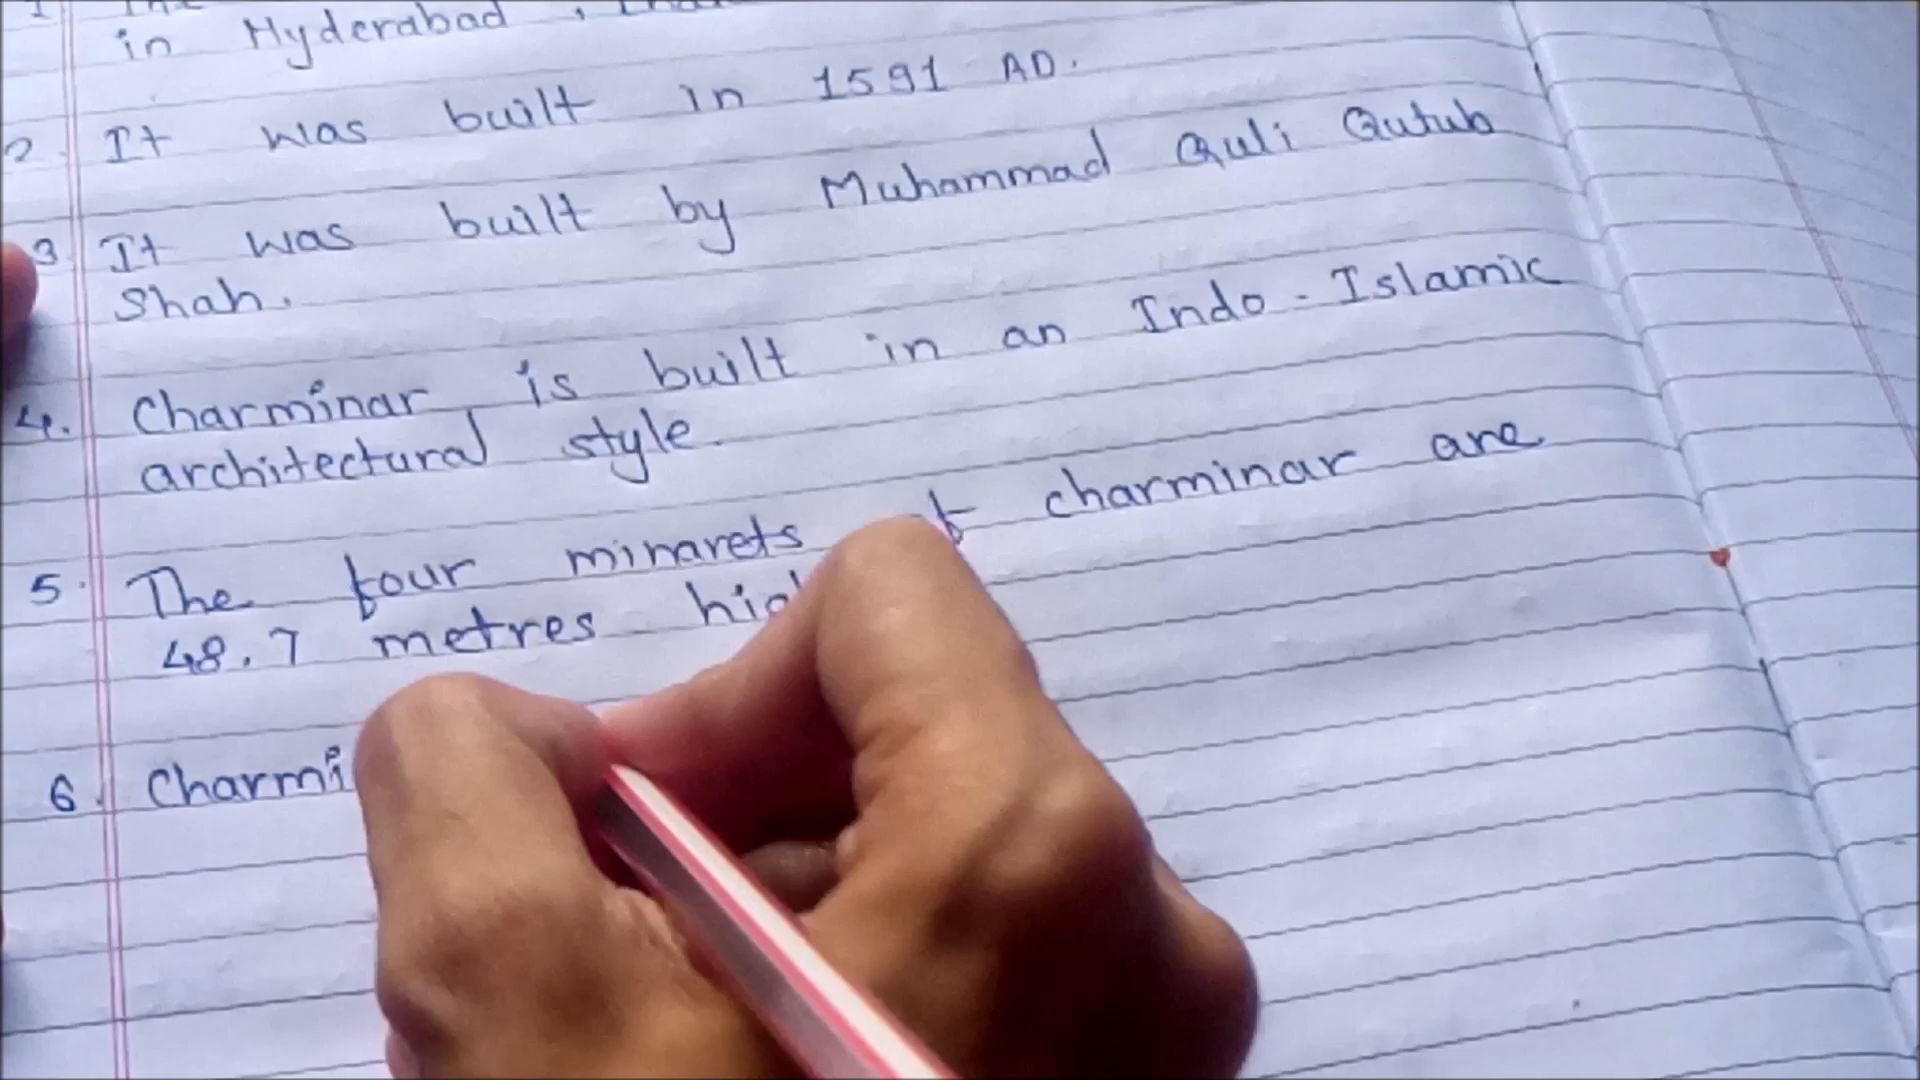 in Hyderabad
2. It was built in 1591 AD.
3. It was built by Muhammad Quli Qutub
Shah.
4. Charminar is built in an Indo-Islamic
architectural style.
5. The four minarets of charminar are
48.7 metres
6.